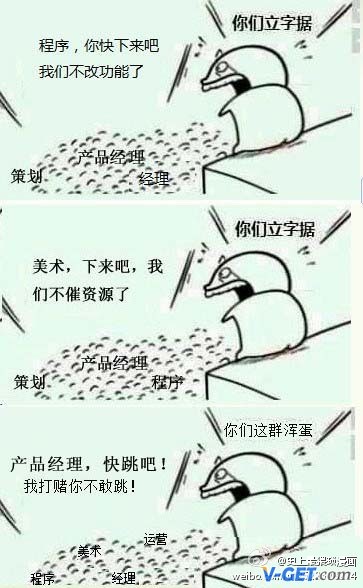 你们立字据
程序，你快下来吧
我们不改功能了
产品经理
策划
经理
你们立字据
美术，下来吧，我
们不催资源了
产品经理
策划
程序
你们这群浑蛋
产品经理，快跳吧！
我打赌你不敢跳！
运营
美术
程序
经理
V-GET.com